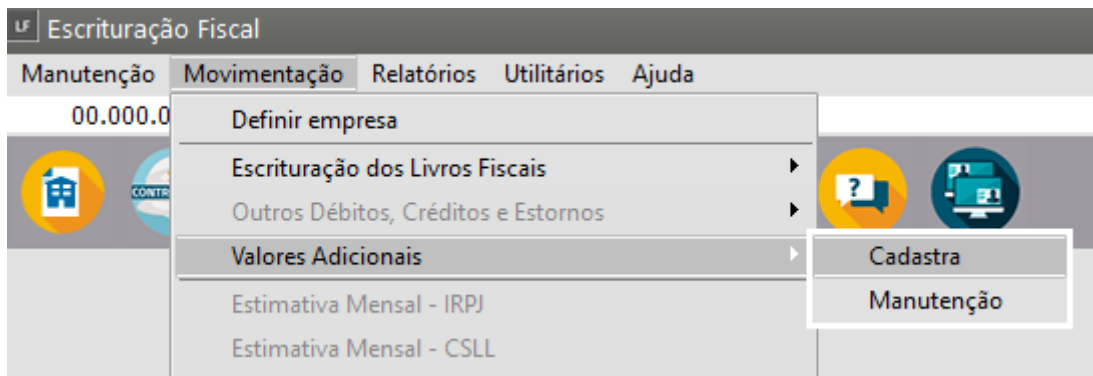 LF Escrituração Fiscal
Manutenção Movimentação Relatórios Utilitários Ajuda
00.000.0
Definir empresa
Escrituração dos Livros Fiscais
CONTR
?
Outros Débitos, Créditos e Estornos
Valores Adicionais
Cadastra
Estimativa Mensal - IRPJ
Manutenção
Estimativa Mensal - CSLL